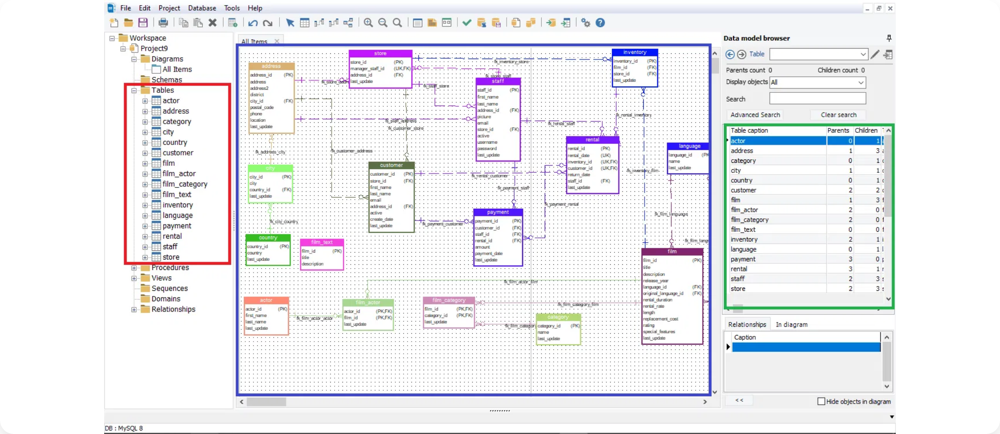 File Edit Project Database Tools Help
Workspace
Project9
Diagrams
All Items
Schemas
Tables
actor
address
category
city
country
customer
film
film_actor
film_category
film_text
inventory
language
payment
rental
staff
store
Procedures
Views
Sequences
Domains
Relationships
All Items
address
address_id (PK)
address
address2
district
city_id (FK)
postal_code
phone
location
last_update
store
store_id (PK)
manager_staff_id (UK,FK)
address_id (FK)
last_update
fk_inventory_store
fk_store_staff
fk_staff_store
inventory
inventory_id (PK)
film_id (FK)
store_id (FK)
last_update
staff
staff_id (PK)
first_name
last_name
address_id (FK)
picture
email
store_id (FK)
active
username
password
last_update
fk_staff_address
fk_customer_store
fk_rental_staff
fk_rental_inventory
rental
rental_id (PK)
rental_date (UK)
inventory_id (UK,FK)
customer_id (UK,FK)
return_date
staff_id (FK)
last_update
language
language_id (PK
name
last_update
fk_address_city
fk_customer_address
city
city_id (PK)
city
country_id (FK)
last_update
customer
customer_id (PK)
store_id (FK)
first_name
last_name
email
address_id (FK)
active
create_date
last_update
fk_rental_customer
fk_inventory_film
fk_payment_staff
fk_payment_rental
fk_film_language
fk_city_country
fk_payment_customer
payment
payment_id (PK)
customer_id (FK)
staff_id (FK)
rental_id (FK)
amount
payment_date
last_update
country
country_id (PK)
country
last_update
film_text
film_id (PK)
title
description
fk_film_lang
film
film_id (PK)
title
description
release_year
language_id (FK)
original_language_id (FK)
rental_duration
rental_rate
length
replacement_cost
rating
special_features
last_update
fk_film_actor_film
actor
actor_id (PK)
first_name
last_name
last_update
fk_film_actor_actor
film_actor
actor_id (PK,FK)
film_id (PK,FK)
last_update
film_category
film_id (PK,FK)
category_id (PK,FK)
last_update
fk_film_category_film
fk_film_category
category
category_id (PK)
name
last_update
Data model browser
Table
Parents count 0 Children count 0
Display objects All
Search
Advanced Search Clear search
Table caption Parents Children
actor 0 1
address 1 3
category 0 1
city 1 1
country 0 1
customer 2 2
film 1 3
film_actor 2 0
film_category 2 0
film_text 0 0
inventory 2 1
language 0 1
payment 3 0
rental 3 1
staff 2 3
store 2 3
Relationships In diagram
Caption
<< Hide objects in diagram
DB : MySQL 8